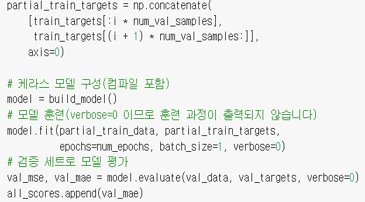 partial_train_targets = np.concatenate(
    [train_targets[:i * num_val_samples],
     train_targets[(i + 1) * num_val_samples:]],
    axis=0)

# 케라스 모델 구성(컴파일 포함)
model = build_model()
# 모델 훈련(verbose=0 이므로 훈련 과정이 출력되지 않습니다)
model.fit(partial_train_data, partial_train_targets,
          epochs=num_epochs, batch_size=1, verbose=0)
# 검증 세트로 모델 평가
val_mse, val_mae = model.evaluate(val_data, val_targets, verbose=0)
all_scores.append(val_mae)